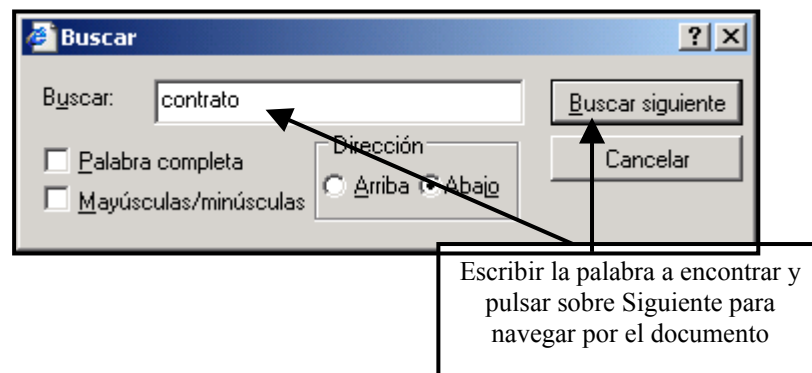 Buscar
Buscar:
contrato
Buscar siguiente
Palabra completa
Dirección
Cancelar
Arriba
Abajo
Mayúsculas/minúsculas
Escribir la palabra a encontrar y
pulsar sobre Siguiente para
navegar por el documento